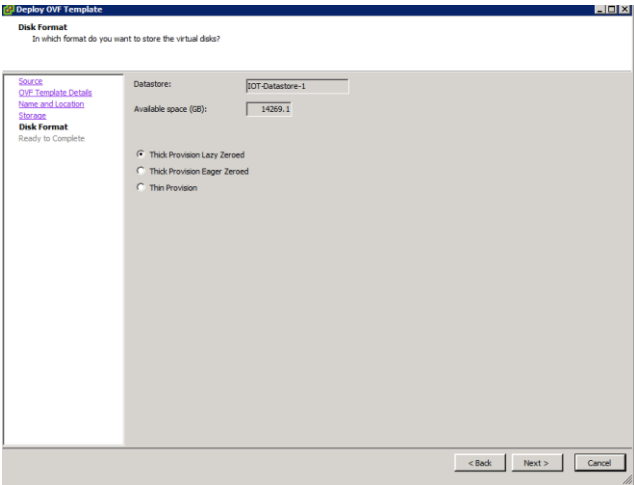 Deploy OVF Template
Disk Format
In which format do you want to store the virtual disks?
Source
OVF Template Details
Name and Location
Storage
Disk Format
Ready to Complete
Datastore:
IOT-Datastore-1
Available space (GB):
14269.1
Thick Provision Lazy Zeroed
Thick Provision Eager Zeroed
Thin Provision
< Back
Next >
Cancel